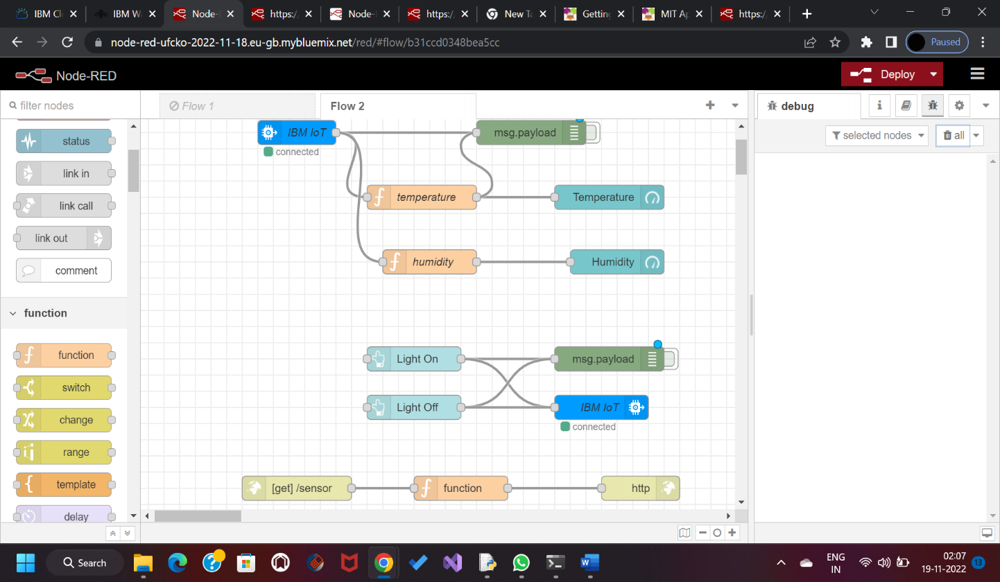 IBM Cl
IBM W
Node-
https:/
Node-
https:/
New Ta
Getting
MIT Ap
https:/
node-red-ufcko-2022-11-18.eu-gb.mybluemix.net/red/#flow/b31ccd0348bea5cc
Paused
Node-RED
Deploy
filter nodes
Flow 1
Flow 2
debug
i
selected nodes
all
status
link in
link call
link out
comment
function
function
switch
change
range
template
delay
IBM IoT
connected
msg.payload
temperature
Temperature
humidity
Humidity
Light On
msg.payload
Light Off
IBM IoT
connected
[get] /sensor
function
http
Search
ENG
IN
02:07
19-11-2022
13